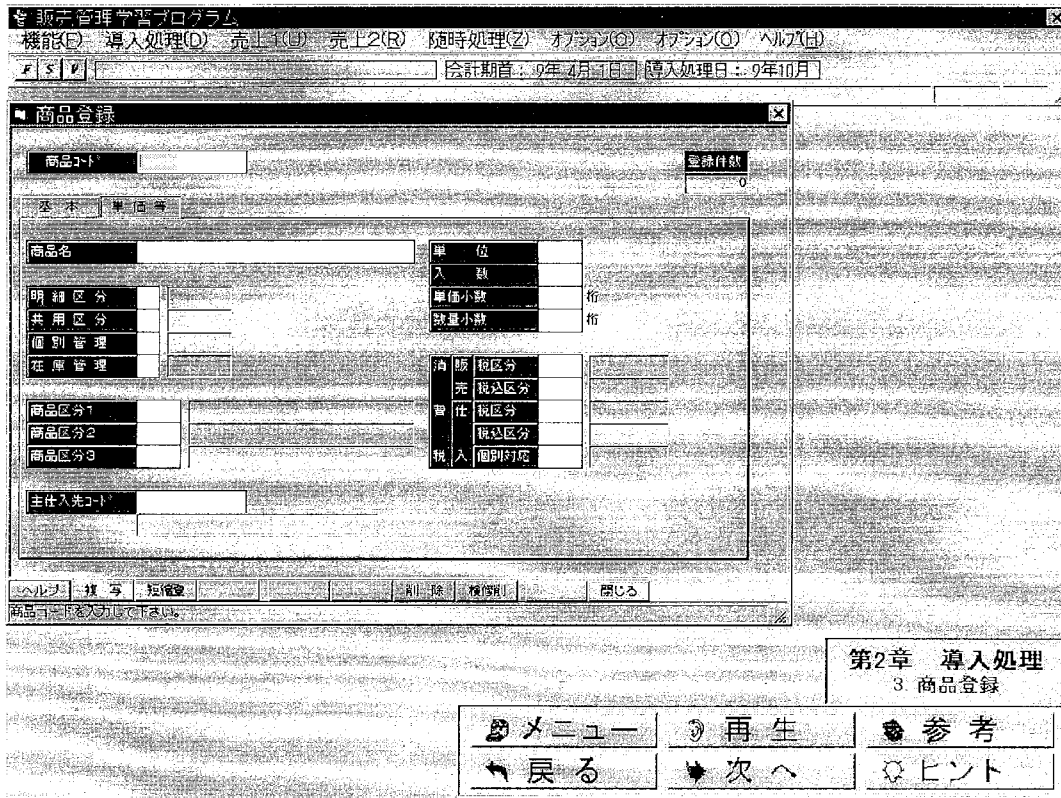 販売管理学習プログラム
機能(F) 導入処理(D) 売上1(U) 売上2(R) 随時処理(Z) オプション(O) オプション(O) ヘルプ(H)
F S V 会計期首: 9年 4月 1日 導入処理日: 9年10月
商品登録
商品コード 登録件数
0
基 本 単 価 等
商品名 単 位
入 数
明 細 区 分 単価小数 桁
共 用 区 分 数量小数 桁
個 別 管 理
在 庫 管 理 消 販 税区分
売 税込区分
商品区分1 費 仕 税区分
商品区分2 税込区分
商品区分3 税 入 個別対応
主仕入先コード
ヘルプ 複 写 削 除 閉じる
商品コードを入力して下さい。
第2章 導入処理
3 商品登録
メニュー 再 生 参 考
戻 る 次 へ ヒント